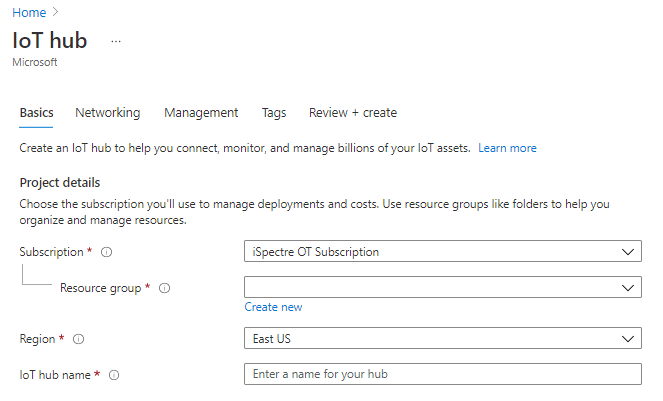 Home >
IoT hub ...
Microsoft
Basics Networking Management Tags Review + create
Create an IoT hub to help you connect, monitor, and manage billions of your IoT assets. Learn more
Project details
Choose the subscription you'll use to manage deployments and costs. Use resource groups like folders to help you
organize and manage resources.
Subscription * iSpectre OT Subscription
Resource group *
Create new
Region * East US
IoT hub name * Enter a name for your hub